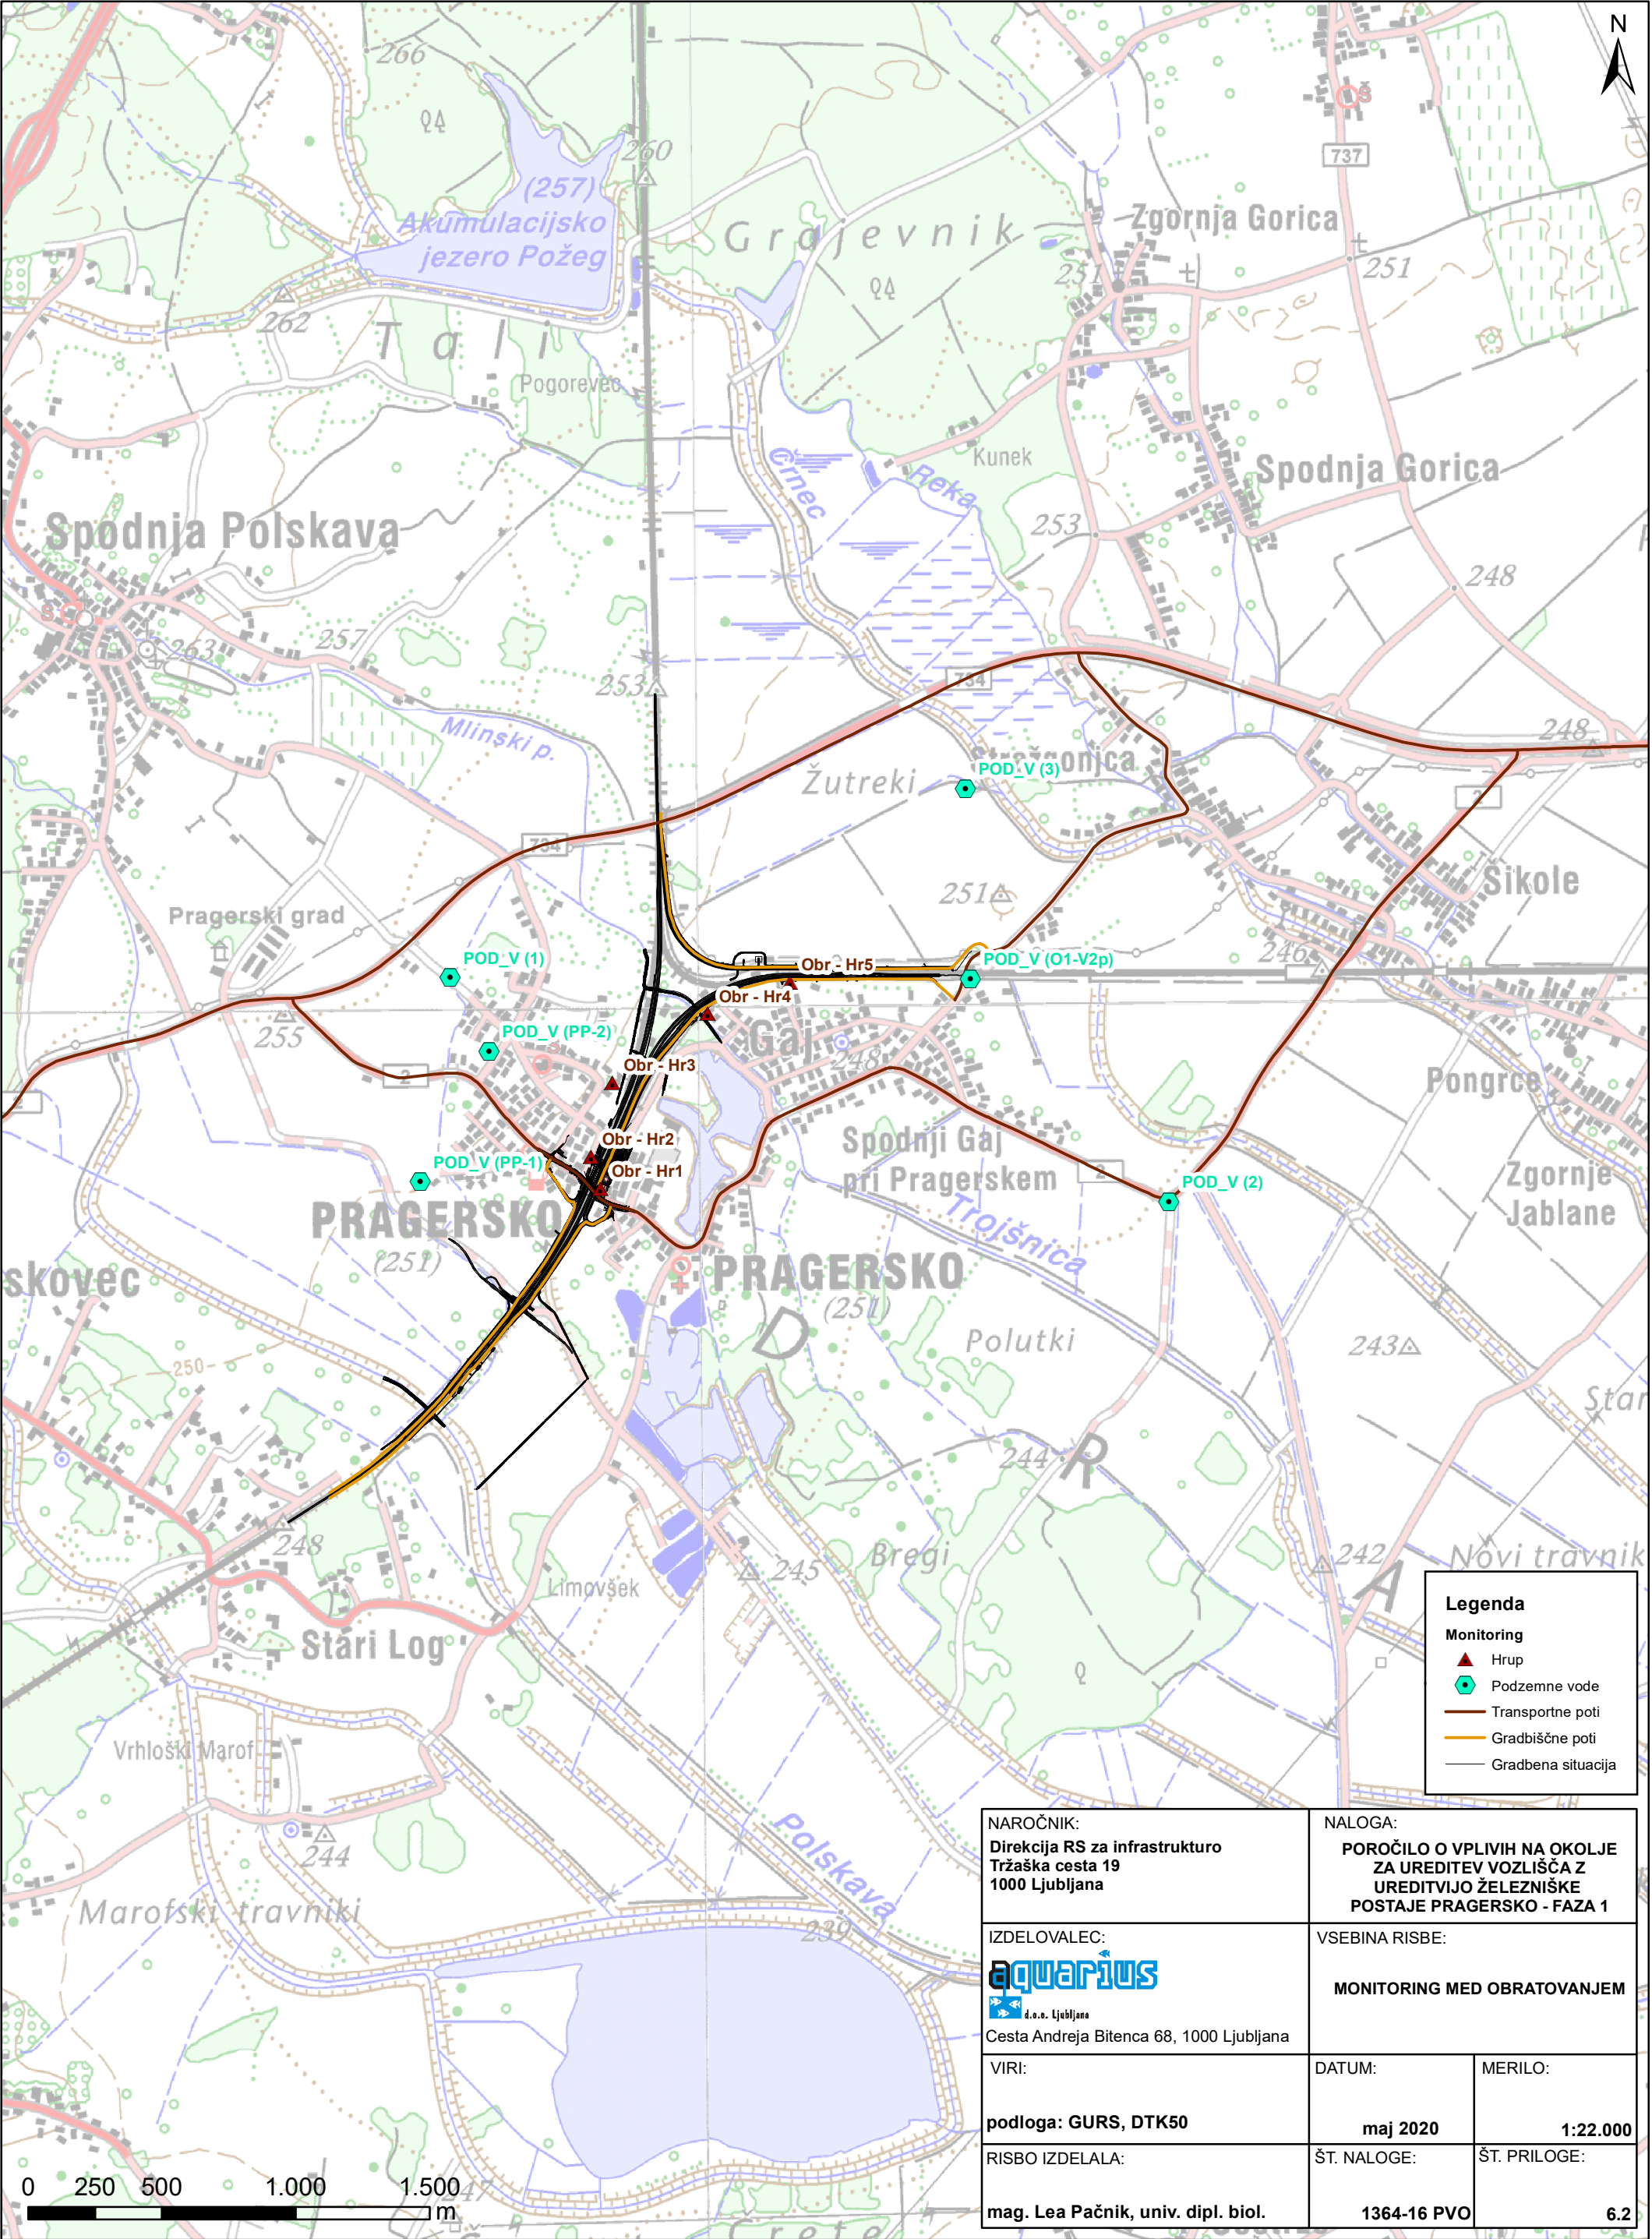 N
266
260
(257)
Akumulacijsko
jezero Požeg
Š
737
Zgornja Gorica
Grajevnik
251
251
262
Tali
Pogorevec
Kunek
Črnec
Reka
Spodnja Gorica
253
248
Spodnja Polskava
Š
263
257
253
734
Mlinski p.
248
Stražgonjca
POD_V (3)
Žutreki
2
734
Šikole
251
Pragerski grad
POD_V (1)
Obr - Hr5
POD_V (O1-V2p)
246
Obr - Hr4
255
POD_V (PP-2)
Gaj
248
Obr - Hr3
2
Pongrce
Obr - Hr2
Spodnji Gaj
pri Pragerskem
POD_V (PP-1)
Obr - Hr1
2
POD_V (2)
Zgornje
Jablane
PRAGERSKO
(251)
Trojšnica
skovec
PRAGERSKO
(251)
D
Polutki
243
250
Star
244
R
248
Bregi
242
Novi travnik
A
Limovšek
245
Stari Log
Vrhloški Marof
244
Polskava
Marofski travniki
239
247
Crete
Legenda
Monitoring
Hrup
Podzemne vode
Transportne poti
Gradbiščne poti
Gradbena situacija
NAROČNIK:
Direkcija RS za infrastrukturo
Tržaška cesta 19
1000 Ljubljana
NALOGA:
POROČILO O VPLIVIH NA OKOLJE
ZA UREDITEV VOZLIŠČA Z
UREDITVIJO ŽELEZNIŠKE
POSTAJE PRAGERSKO - FAZA 1
IZDELOVALEC:
aquarius
d.o.o. Ljubljana
Cesta Andreja Bitenca 68, 1000 Ljubljana
VSEBINA RISBE:
MONITORING MED OBRATOVANJEM
VIRI:
podloga: GURS, DTK50
DATUM:
maj 2020
MERILO:
1:22.000
RISBO IZDELALA:
mag. Lea Pačnik, univ. dipl. biol.
ŠT. NALOGE:
1364-16 PVO
ŠT. PRILOGE:
6.2
0 250 500 1.000 1.500
m